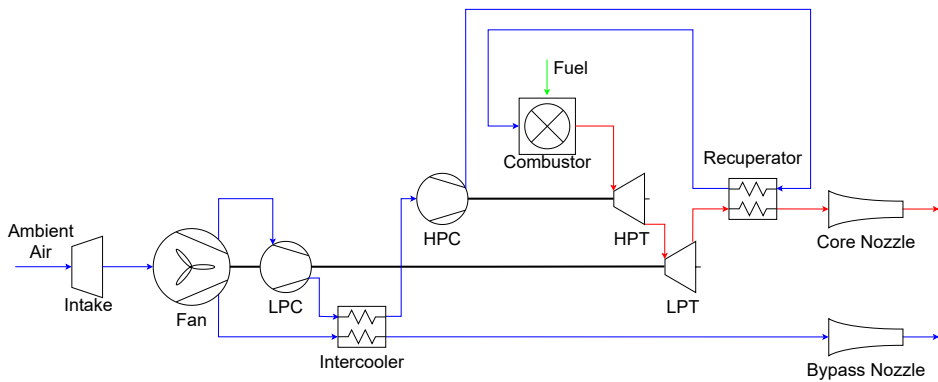 Fuel
Combustor
Recuperator
HPC
HPT
Core Nozzle
Ambient
Air
Intake
Fan
LPC
LPT
Intercooler
Bypass Nozzle